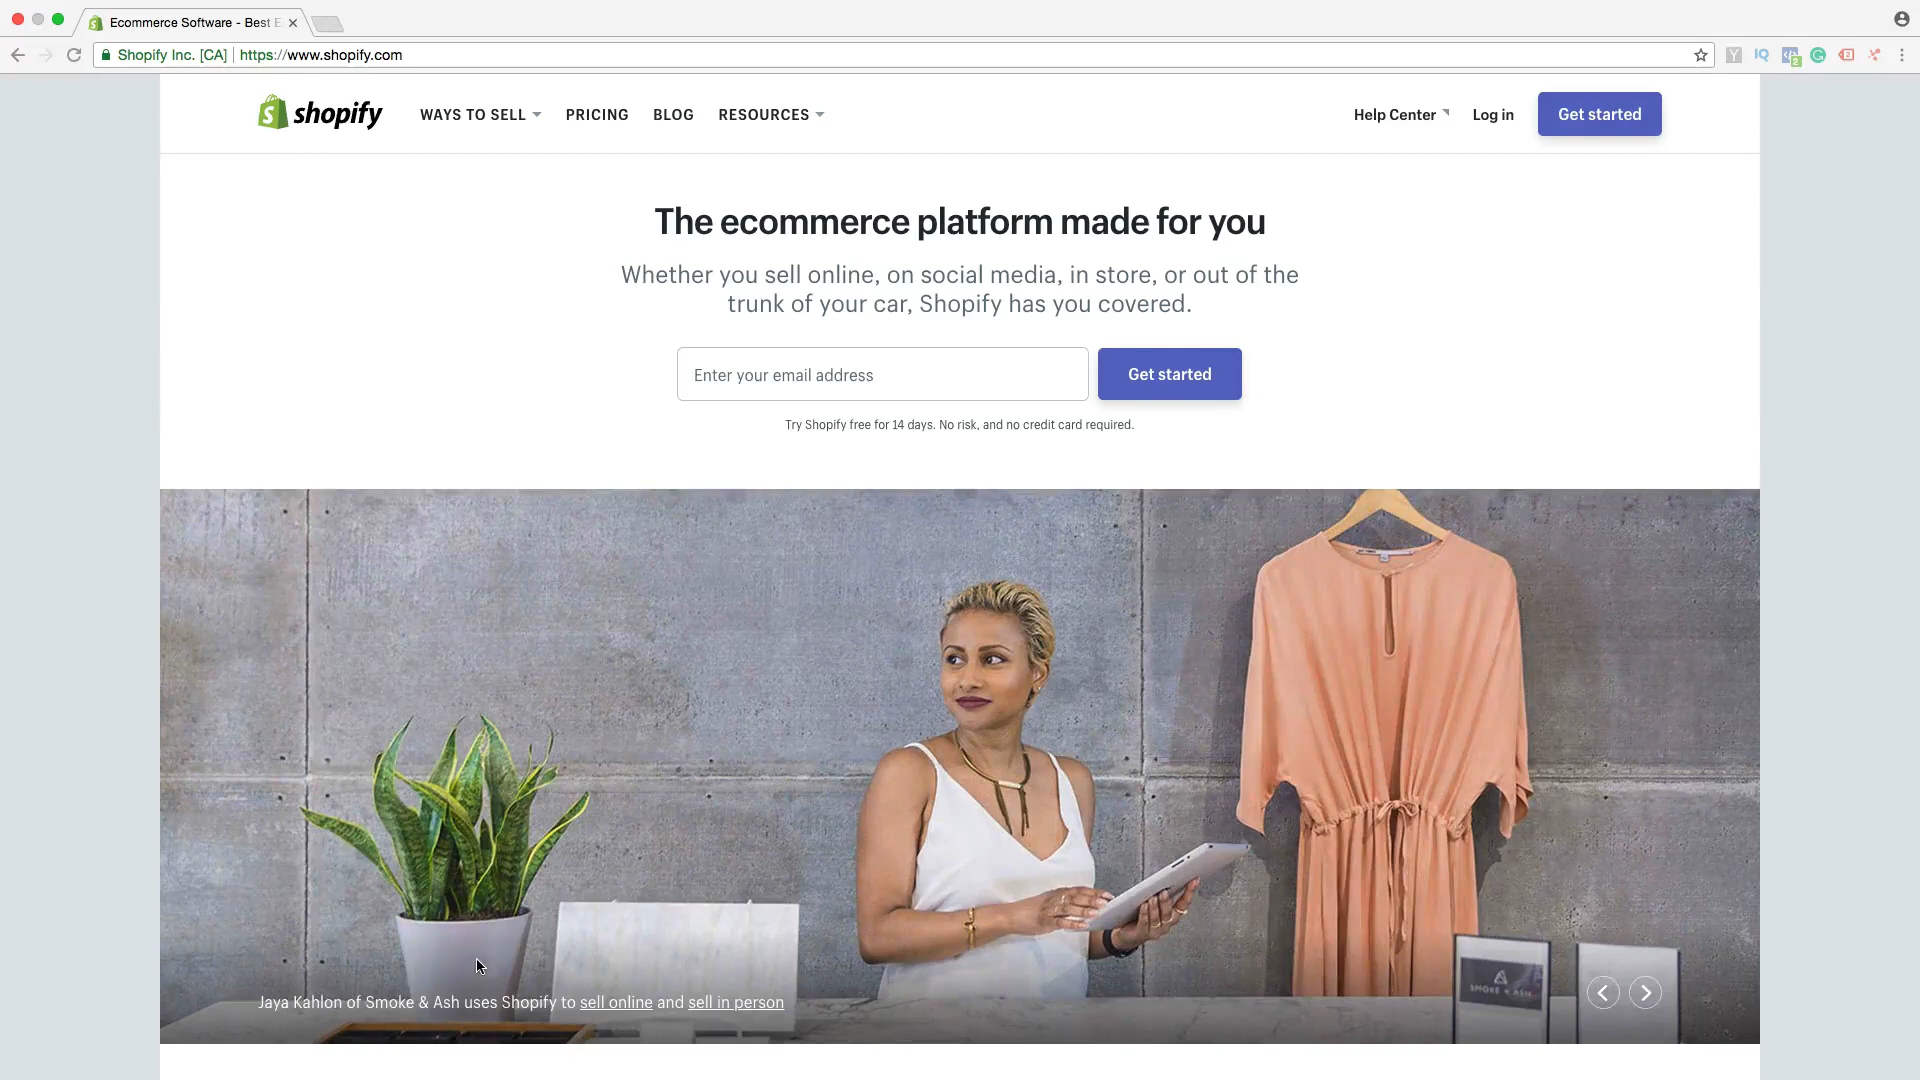 Ecommerce Software - Best E
Shopify Inc. [CA] https://www.shopify.com
shopify WAYS TO SELL PRICING BLOG RESOURCES Help Center Log in Get started
The ecommerce platform made for you
Whether you sell online, on social media, in store, or out of the
trunk of your car, Shopify has you covered.
Enter your email address Get started
Try Shopify free for 14 days. No risk, and no credit card required.
SMOKE + ASH
Jaya Kahlon of Smoke & Ash uses Shopify to sell online and sell in person